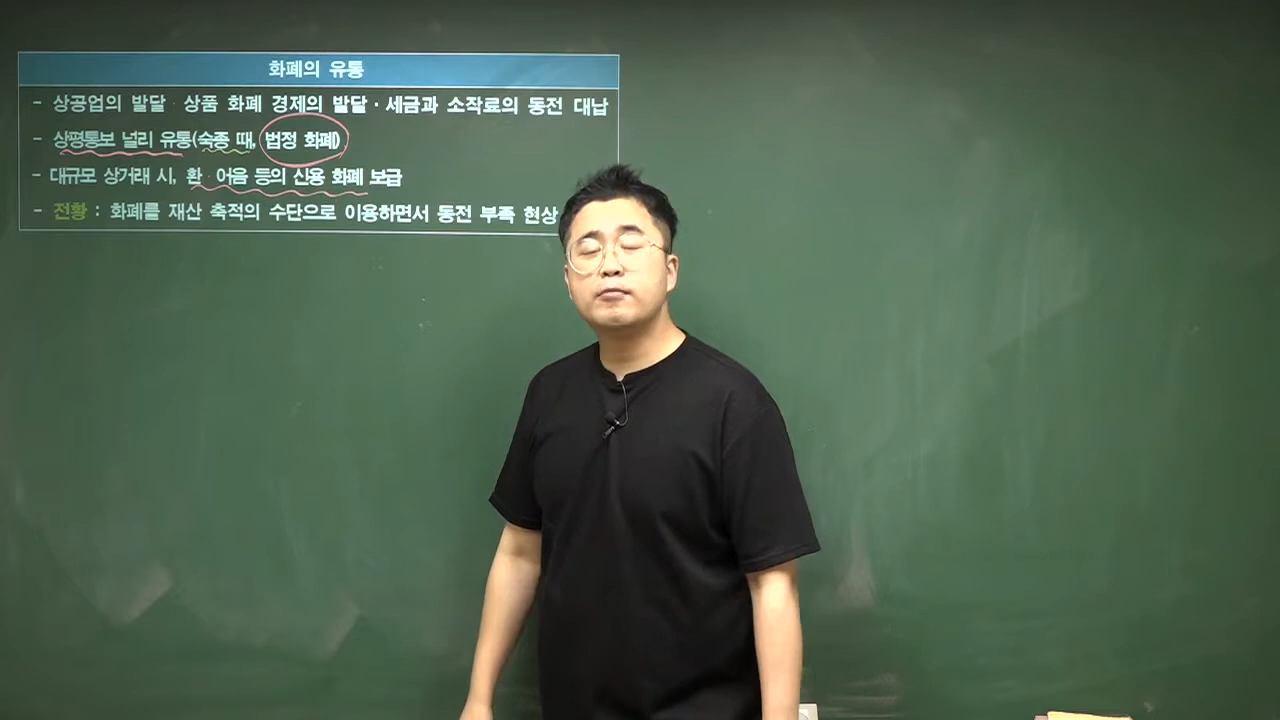 화폐의 유통
- 상공업의 발달·상품 화폐 경제의 발달·세금과 소작료의 동전 대납
- 상평통보 널리 유통(숙종 때, 법정 화폐)
- 대규모 상거래 시, 환·어음 등의 신용 화폐 보급
- 전황 : 화폐를 재산 축적의 수단으로 이용하면서 동전 부족 현상